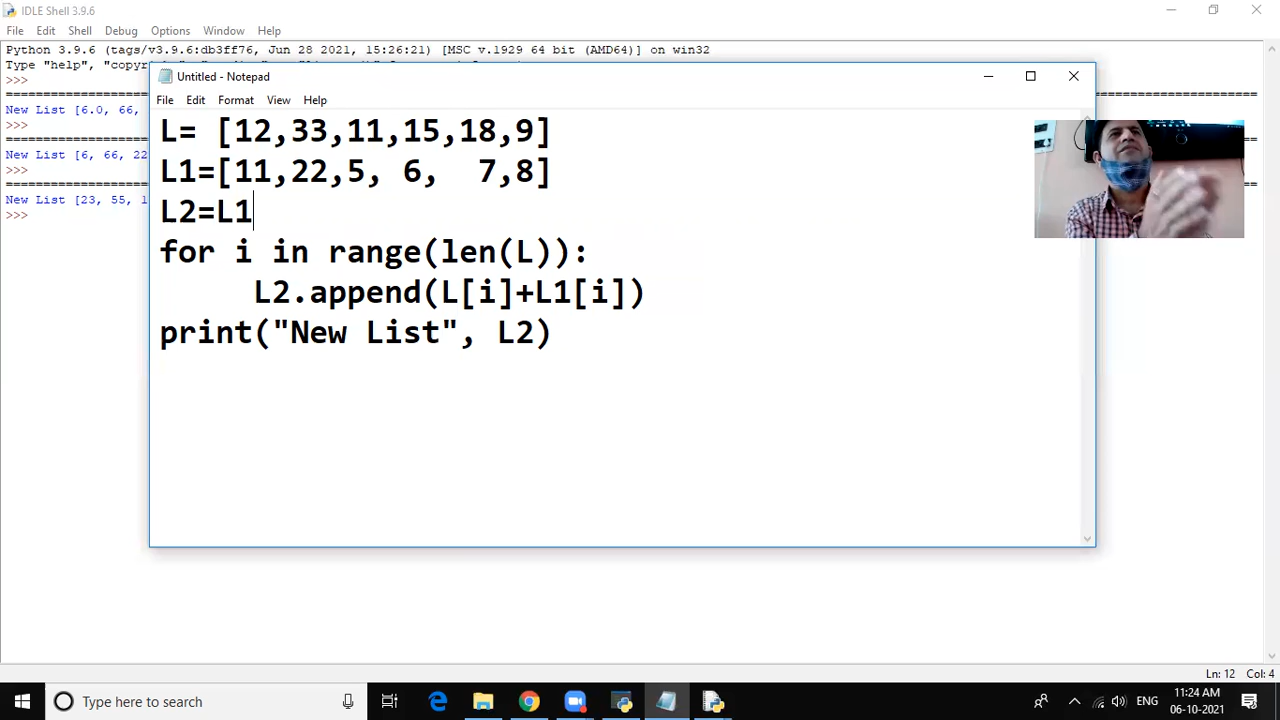 IDLE Shell 3.9.6
File Edit Shell Debug Options Window Help
Python 3.9.6 (tags/v3.9.6:db3ff76, Jun 28 2021, 15:26:21) [MSC v.1929 64 bit (AMD64)] on win32
Type "help", "copyr
>>>
New List [6.0, 66,
>>>
New List [6, 66, 22
>>>
New List [23, 55, 1
>>>
Untitled - Notepad
File Edit Format View Help
L= [12,33,11,15,18,9]
L1=[11,22,5, 6,  7,8]
L2=L1
for i in range(len(L)):
     L2.append(L[i]+L1[i])
print("New List", L2)
Ln: 12 Col: 4
Type here to search
ENG
11:24 AM
06-10-2021